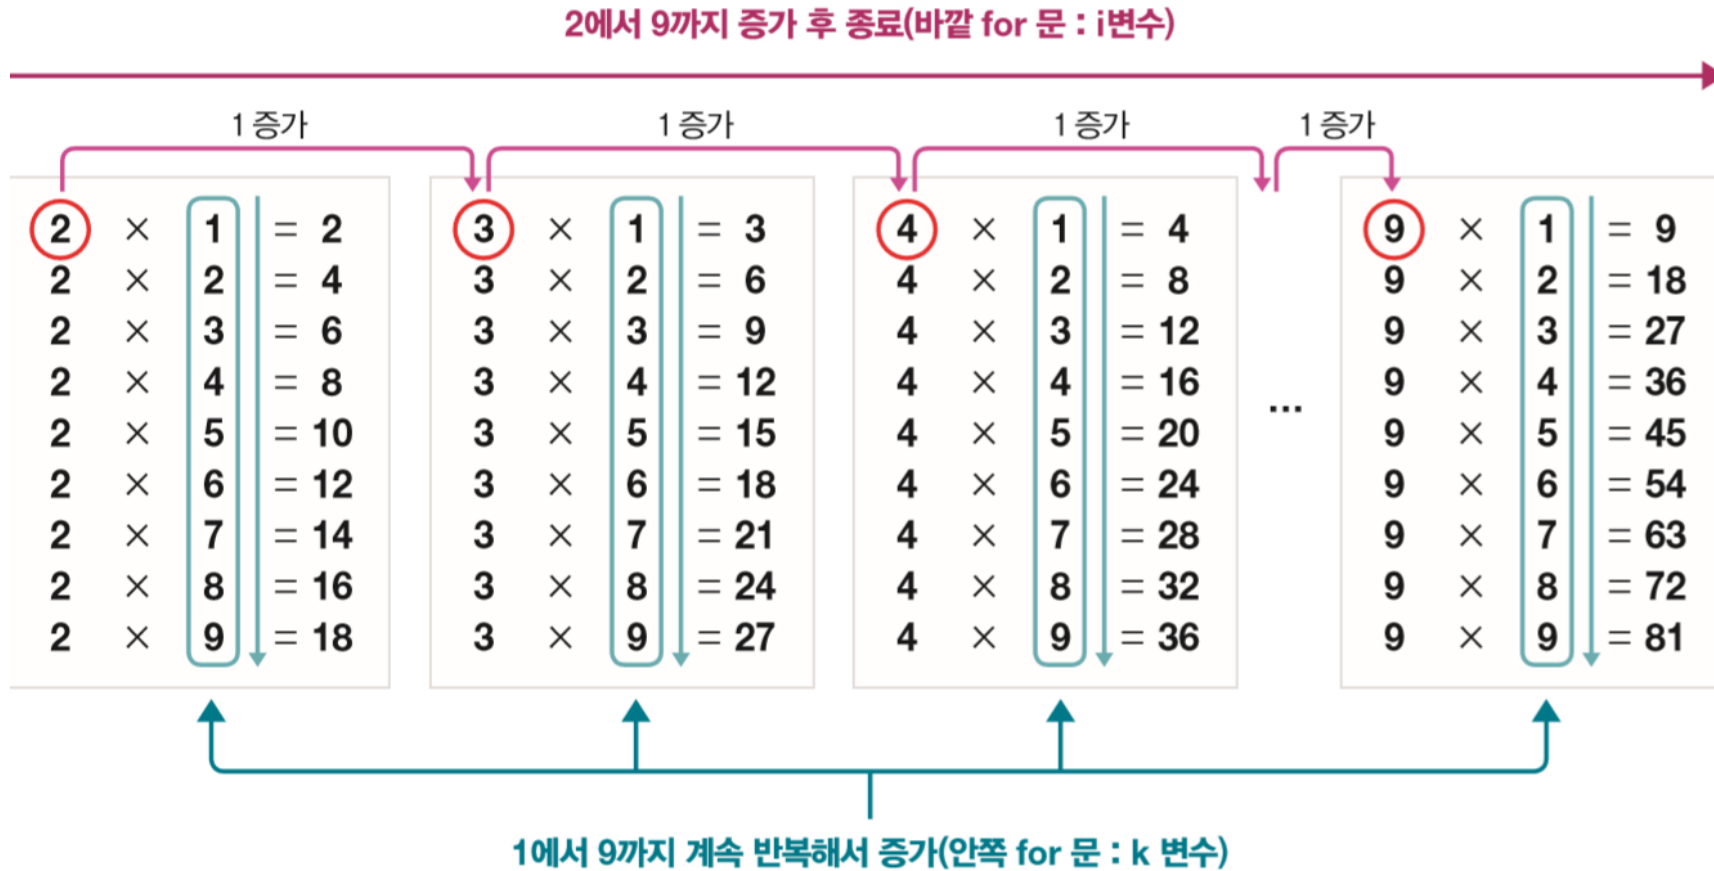 2에서 9까지 증가 후 종료(바깥 for 문 : i변수)
1 증가 1 증가 1 증가 1 증가
2 × 1 = 2 3 × 1 = 3 4 × 1 = 4 9 × 1 = 9
2 × 2 = 4 3 × 2 = 6 4 × 2 = 8 9 × 2 = 18
2 × 3 = 6 3 × 3 = 9 4 × 3 = 12 9 × 3 = 27
2 × 4 = 8 3 × 4 = 12 4 × 4 = 16 ... 9 × 4 = 36
2 × 5 = 10 3 × 5 = 15 4 × 5 = 20 9 × 5 = 45
2 × 6 = 12 3 × 6 = 18 4 × 6 = 24 9 × 6 = 54
2 × 7 = 14 3 × 7 = 21 4 × 7 = 28 9 × 7 = 63
2 × 8 = 16 3 × 8 = 24 4 × 8 = 32 9 × 8 = 72
2 × 9 = 18 3 × 9 = 27 4 × 9 = 36 9 × 9 = 81
1에서 9까지 계속 반복해서 증가(안쪽 for 문 : k 변수)